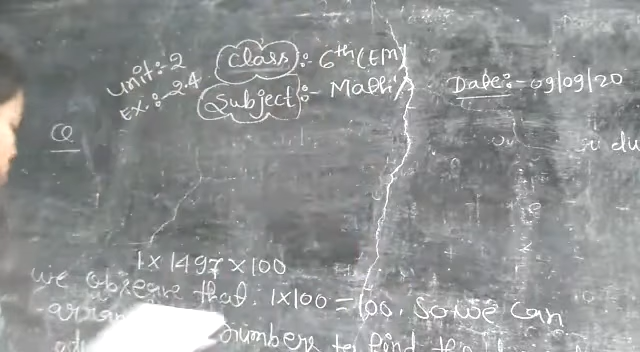 Unit:-2
Ex.:-2.4
Class:- 6th (EM)
Subject:- Maths
Date:- 09/09/20
Q
1 x 1497 x 100
we observe that. 1x100 = 100. So we can
numbers to find